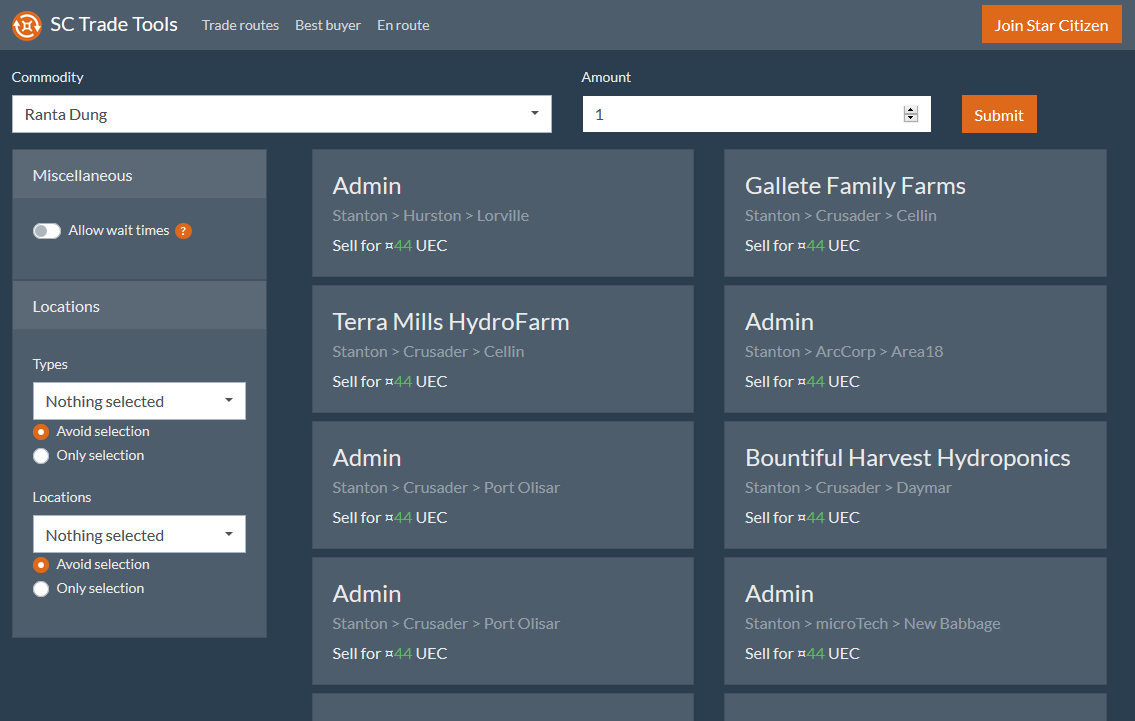 SC Trade Tools
Trade routes
Best buyer
En route
Join Star Citizen
Commodity
Amount
Ranta Dung
1
Submit
Miscellaneous
Allow wait times ?
Locations
Types
Nothing selected
Avoid selection
Only selection
Locations
Nothing selected
Avoid selection
Only selection
Admin
Stanton > Hurston > Lorville
Sell for ¤44 UEC
Gallete Family Farms
Stanton > Crusader > Cellin
Sell for ¤44 UEC
Terra Mills HydroFarm
Stanton > Crusader > Cellin
Sell for ¤44 UEC
Admin
Stanton > ArcCorp > Area18
Sell for ¤44 UEC
Admin
Stanton > Crusader > Port Olisar
Sell for ¤44 UEC
Bountiful Harvest Hydroponics
Stanton > Crusader > Daymar
Sell for ¤44 UEC
Admin
Stanton > Crusader > Port Olisar
Sell for ¤44 UEC
Admin
Stanton > microTech > New Babbage
Sell for ¤44 UEC